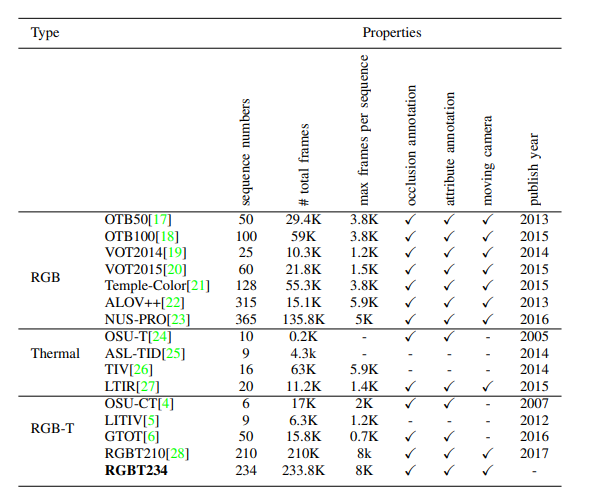 Type Properties
sequence numbers # total frames max frames per sequence occlusion annotation attribute annotation moving camera publish year
OTB50[17] 50 29.4K 3.8K ✓ ✓ ✓ 2013
OTB100[18] 100 59K 3.8K ✓ ✓ ✓ 2015
VOT2014[19] 25 10.3K 1.2K ✓ ✓ ✓ 2014
VOT2015[20] 60 21.8K 1.5K ✓ ✓ ✓ 2015
RGB Temple-Color[21] 128 55.3K 3.8K ✓ ✓ ✓ 2015
ALOV++[22] 315 15.1K 5.9K ✓ ✓ ✓ 2013
NUS-PRO[23] 365 135.8K 5K ✓ ✓ ✓ 2016
OSU-T[24] 10 0.2K - ✓ ✓ - 2005
Thermal ASL-TID[25] 9 4.3k - - - - 2014
TIV[26] 16 63K 5.9K - - - 2014
LTIR[27] 20 11.2K 1.4K ✓ ✓ ✓ 2015
OSU-CT[4] 6 17K 2K ✓ ✓ - 2007
RGB-T LITIV[5] 9 6.3K 1.2K - - - 2012
GTOT[6] 50 15.8K 0.7K ✓ ✓ - 2016
RGBT210[28] 210 210K 8k ✓ ✓ ✓ 2017
RGBT234 234 233.8K 8K ✓ ✓ ✓ -